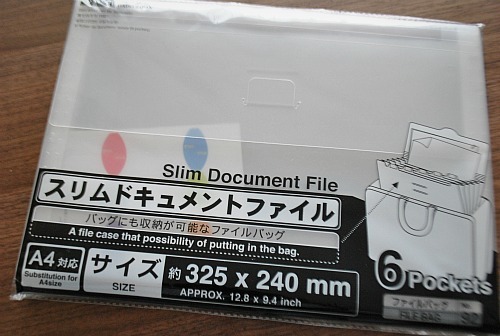 Slim Document File
スリムドキュメントファイル
バッグにも収納が可能なファイルバッグ
A file case that possibility of putting in the bag.
A4対応
Substitution for
A4size
サイズ
SIZE
約 325 x 240 mm
APPROX. 12.8 x 9.4 inch
6 Pockets
ファイルバッグ
FILE BAG